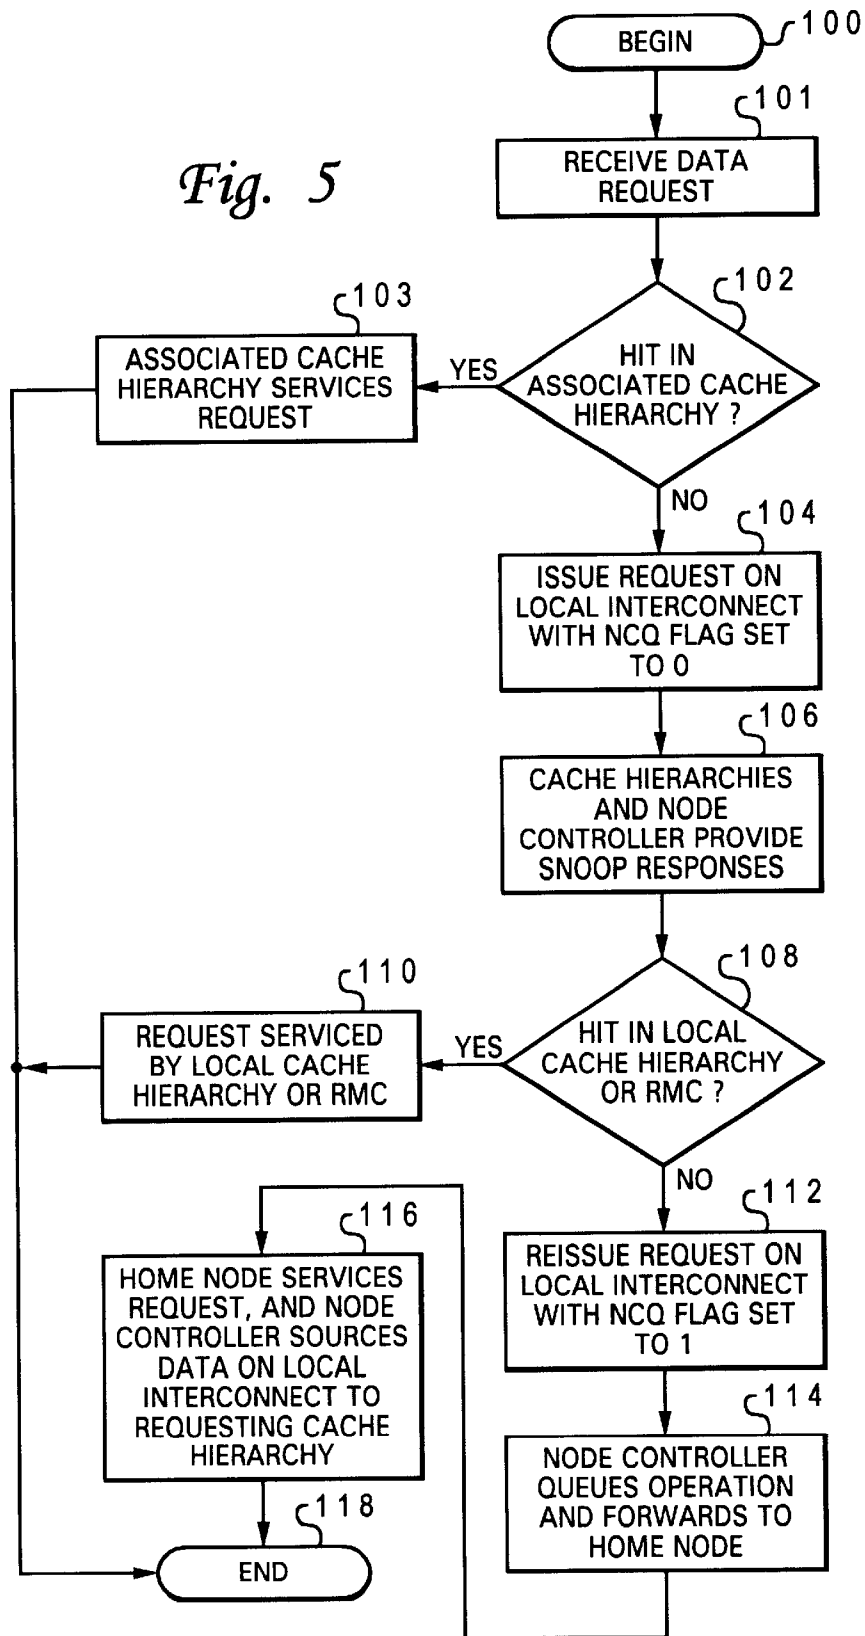 BEGIN
100
101
RECEIVE DATA
REQUEST
Fig. 5
102
HIT IN
ASSOCIATED CACHE
HIERARCHY ?
YES
103
ASSOCIATED CACHE
HIERARCHY SERVICES
REQUEST
NO
104
ISSUE REQUEST ON
LOCAL INTERCONNECT
WITH NCQ FLAG SET
TO 0
106
CACHE HIERARCHIES
AND NODE
CONTROLLER PROVIDE
SNOOP RESPONSES
108
HIT IN LOCAL
CACHE HIERARCHY
OR RMC ?
YES
110
REQUEST SERVICED
BY LOCAL CACHE
HIERARCHY OR RMC
NO
112
REISSUE REQUEST ON
LOCAL INTERCONNECT
WITH NCQ FLAG SET
TO 1
114
NODE CONTROLLER
QUEUES OPERATION
AND FORWARDS TO
HOME NODE
116
HOME NODE SERVICES
REQUEST, AND NODE
CONTROLLER SOURCES
DATA ON LOCAL
INTERCONNECT TO
REQUESTING CACHE
HIERARCHY
118
END